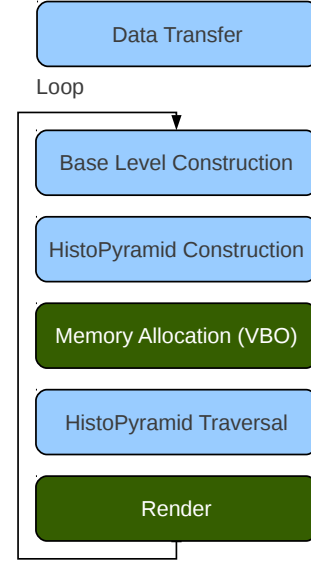 Data Transfer
Loop
Base Level Construction
HistoPyramid Construction
Memory Allocation (VBO)
HistoPyramid Traversal
Render